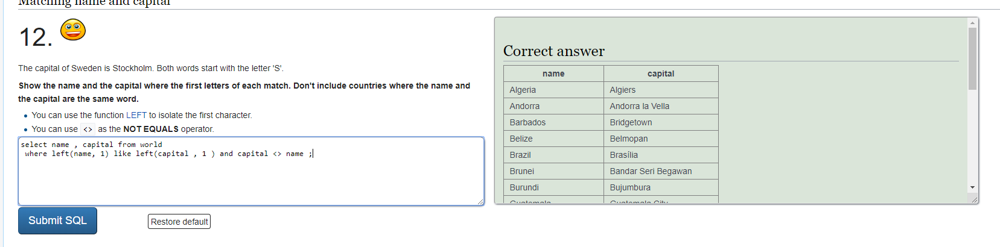 Matching name and capital
12.
The capital of Sweden is Stockholm. Both words start with the letter 'S'.
Show the name and the capital where the first letters of each match. Don't include countries where the name and
the capital are the same word.
• You can use the function LEFT to isolate the first character.
• You can use <> as the NOT EQUALS operator.
select name , capital from world
where left(name, 1) like left(capital , 1 ) and capital <> name ;
Submit SQL
Restore default
Correct answer
name capital
Algeria Algiers
Andorra Andorra la Vella
Barbados Bridgetown
Belize Belmopan
Brazil Brasília
Brunei Bandar Seri Begawan
Burundi Bujumbura
Guatemala Guatemala City